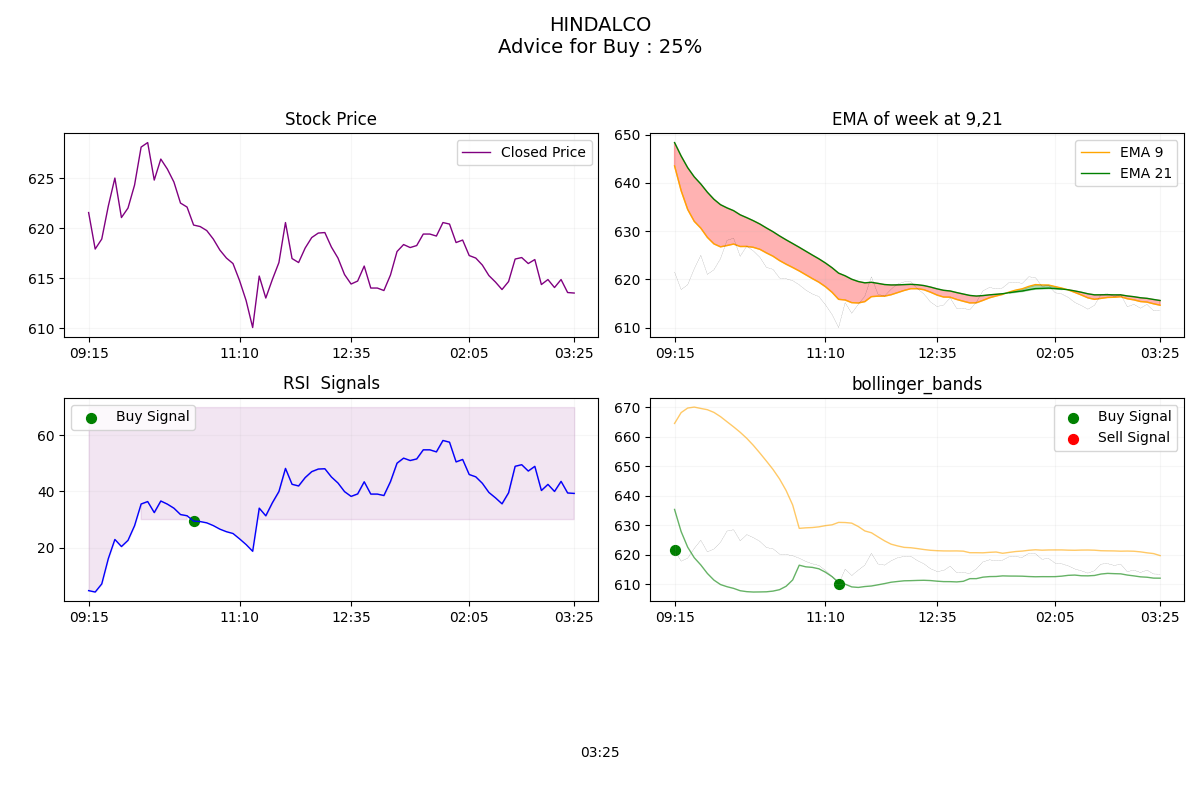 HINDALCO
Advice for Buy : 25%
Stock Price
Closed Price
625
620
615
610
09:15 11:10 12:35 02:05 03:25
EMA of week at 9,21
EMA 9
EMA 21
650
640
630
620
610
09:15 11:10 12:35 02:05 03:25
RSI  Signals
Buy Signal
60
40
20
09:15 11:10 12:35 02:05 03:25
bollinger_bands
Buy Signal
Sell Signal
670
660
650
640
630
620
610
09:15 11:10 12:35 02:05 03:25
03:25